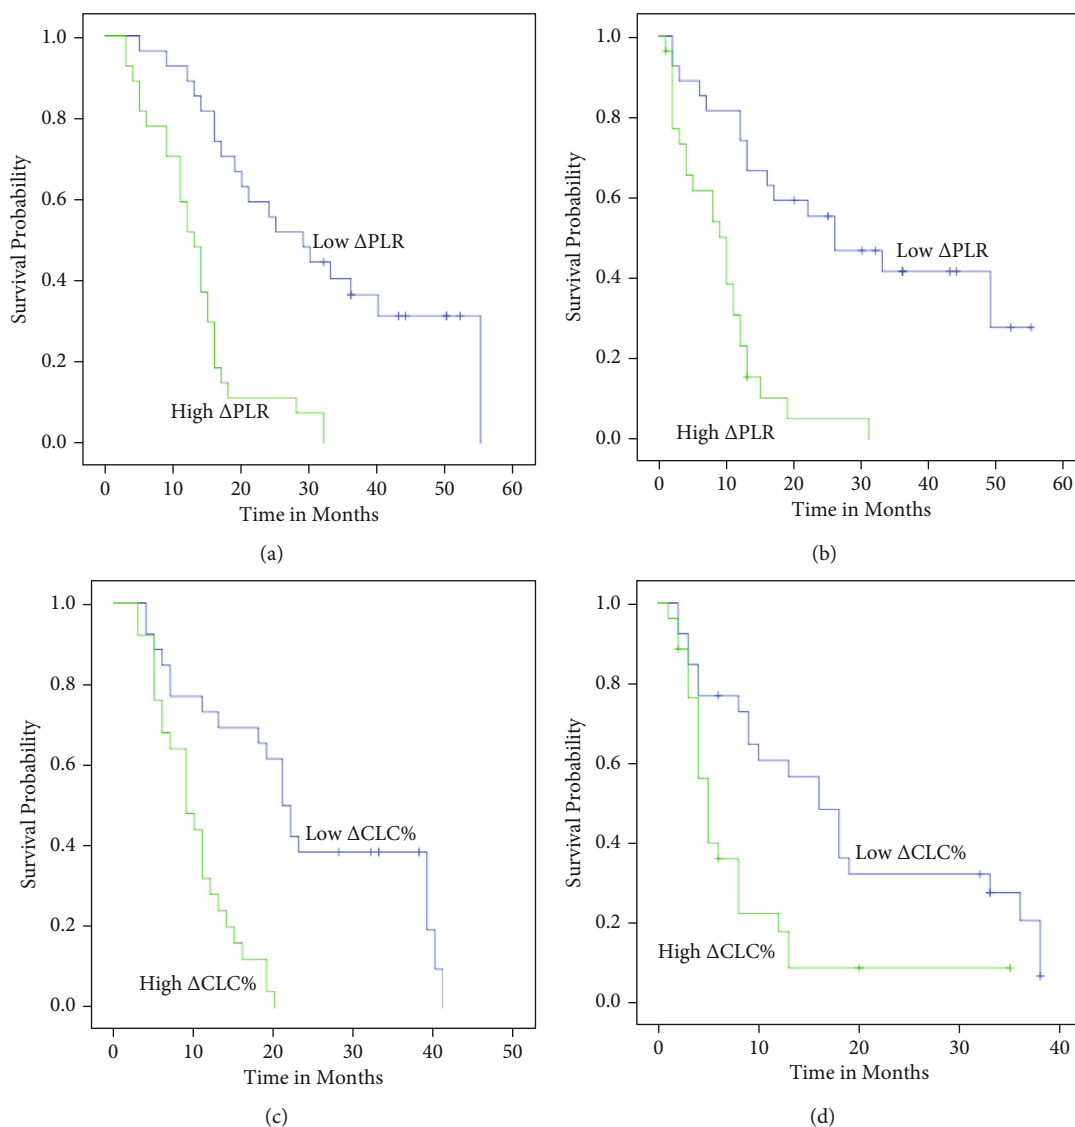 1.0
0.8
0.6
0.4
0.2
0.0
Survival Probability
Low ΔPLR
High ΔPLR
0 10 20 30 40 50 60
Time in Months
(a)
1.0
0.8
0.6
0.4
0.2
0.0
Survival Probability
Low ΔPLR
High ΔPLR
0 10 20 30 40 50 60
Time in Months
(b)
1.0
0.8
0.6
0.4
0.2
0.0
Survival Probability
Low ΔCLC%
High ΔCLC%
0 10 20 30 40 50
Time in Months
(c)
1.0
0.8
0.6
0.4
0.2
0.0
Survival Probability
Low ΔCLC%
High ΔCLC%
0 10 20 30 40
Time in Months
(d)